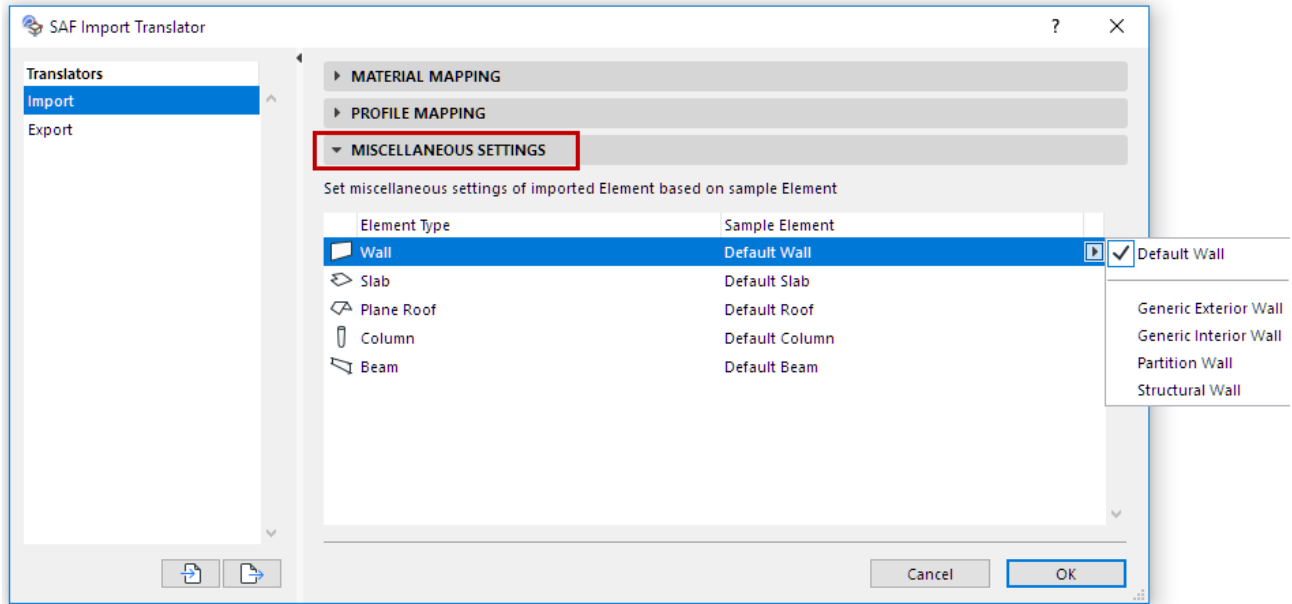 SAF Import Translator
?
Translators
Import
Export
MATERIAL MAPPING
PROFILE MAPPING
MISCELLANEOUS SETTINGS
Set miscellaneous settings of imported Element based on sample Element
Element Type Sample Element
Wall Default Wall
Slab Default Slab
Plane Roof Default Roof
Column Default Column
Beam Default Beam
Default Wall
Generic Exterior Wall
Generic Interior Wall
Partition Wall
Structural Wall
Cancel OK